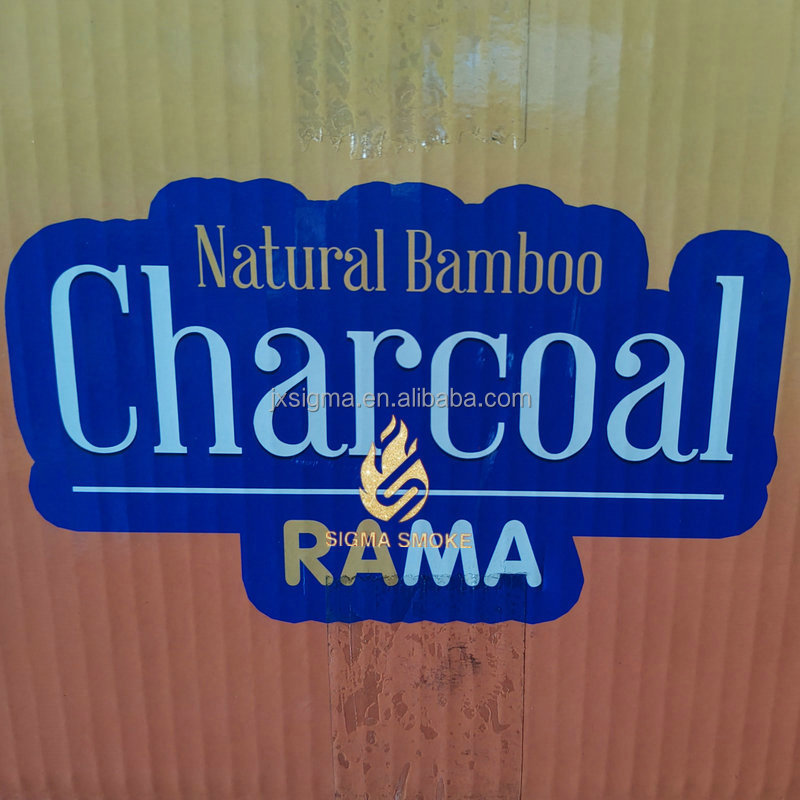 Natural Bamboo
Charcoal
jxsigma.en.alibaba.com
SIGMA SMOKE
RAMA